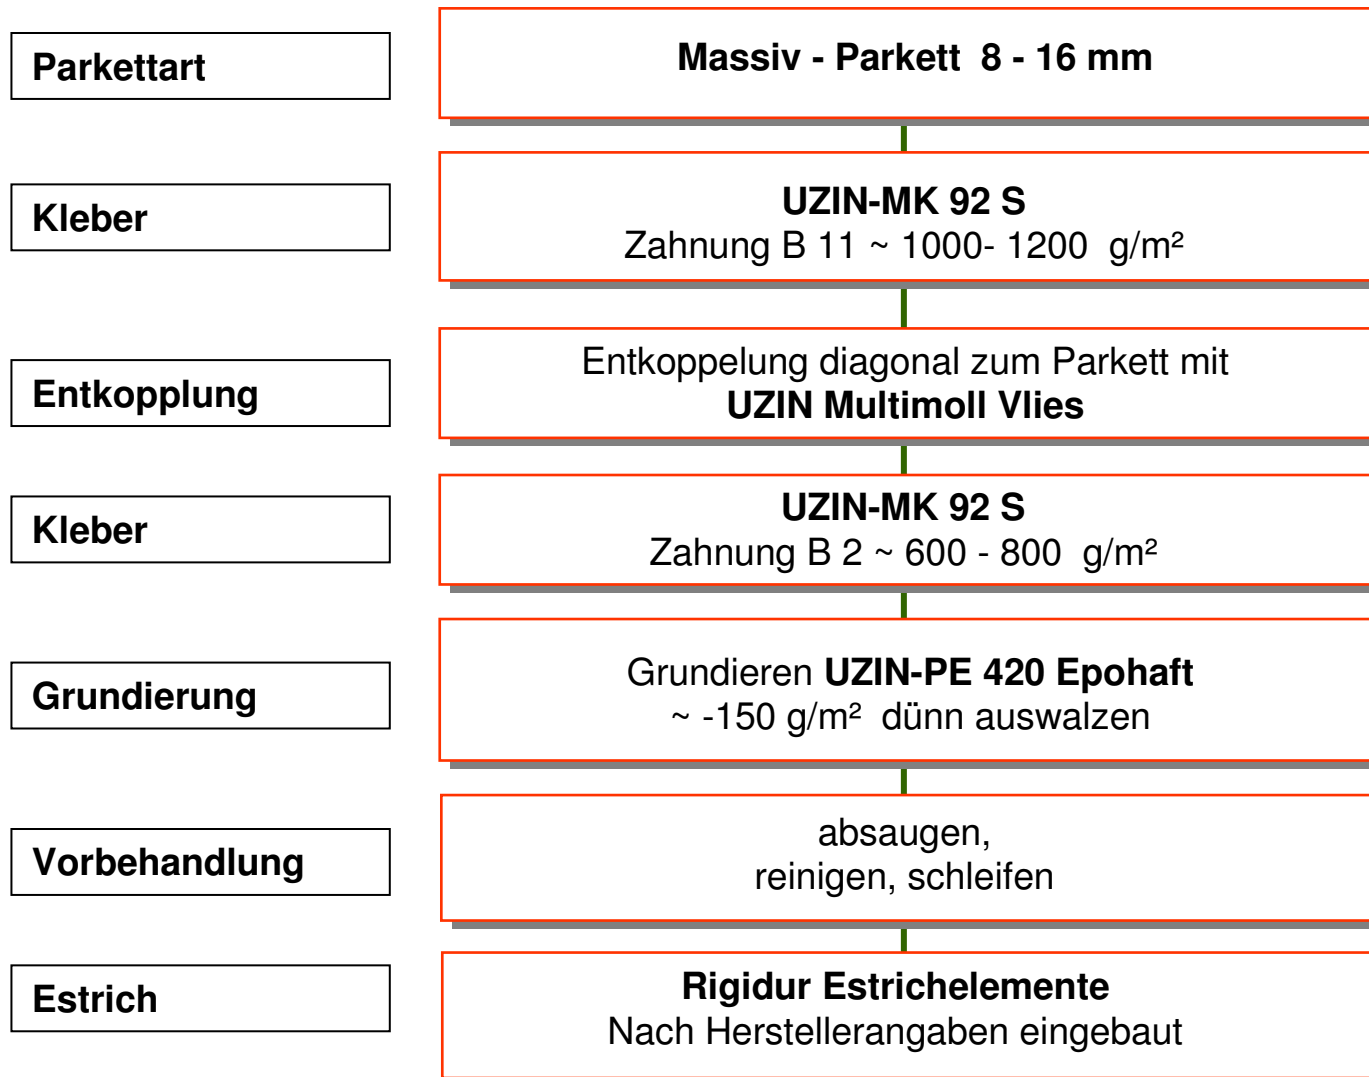 Parkettart
Massiv - Parkett 8 - 16 mm
Kleber
UZIN-MK 92 S
Zahnung B 11 ~ 1000- 1200 g/m²
Entkopplung
Entkoppelung diagonal zum Parkett mit
UZIN Multimoll Vlies
Kleber
UZIN-MK 92 S
Zahnung B 2 ~ 600 - 800 g/m²
Grundierung
Grundieren UZIN-PE 420 Epohaft
~ -150 g/m² dünn auswalzen
Vorbehandlung
absaugen,
reinigen, schleifen
Estrich
Rigidur Estrichelemente
Nach Herstellerangaben eingebaut